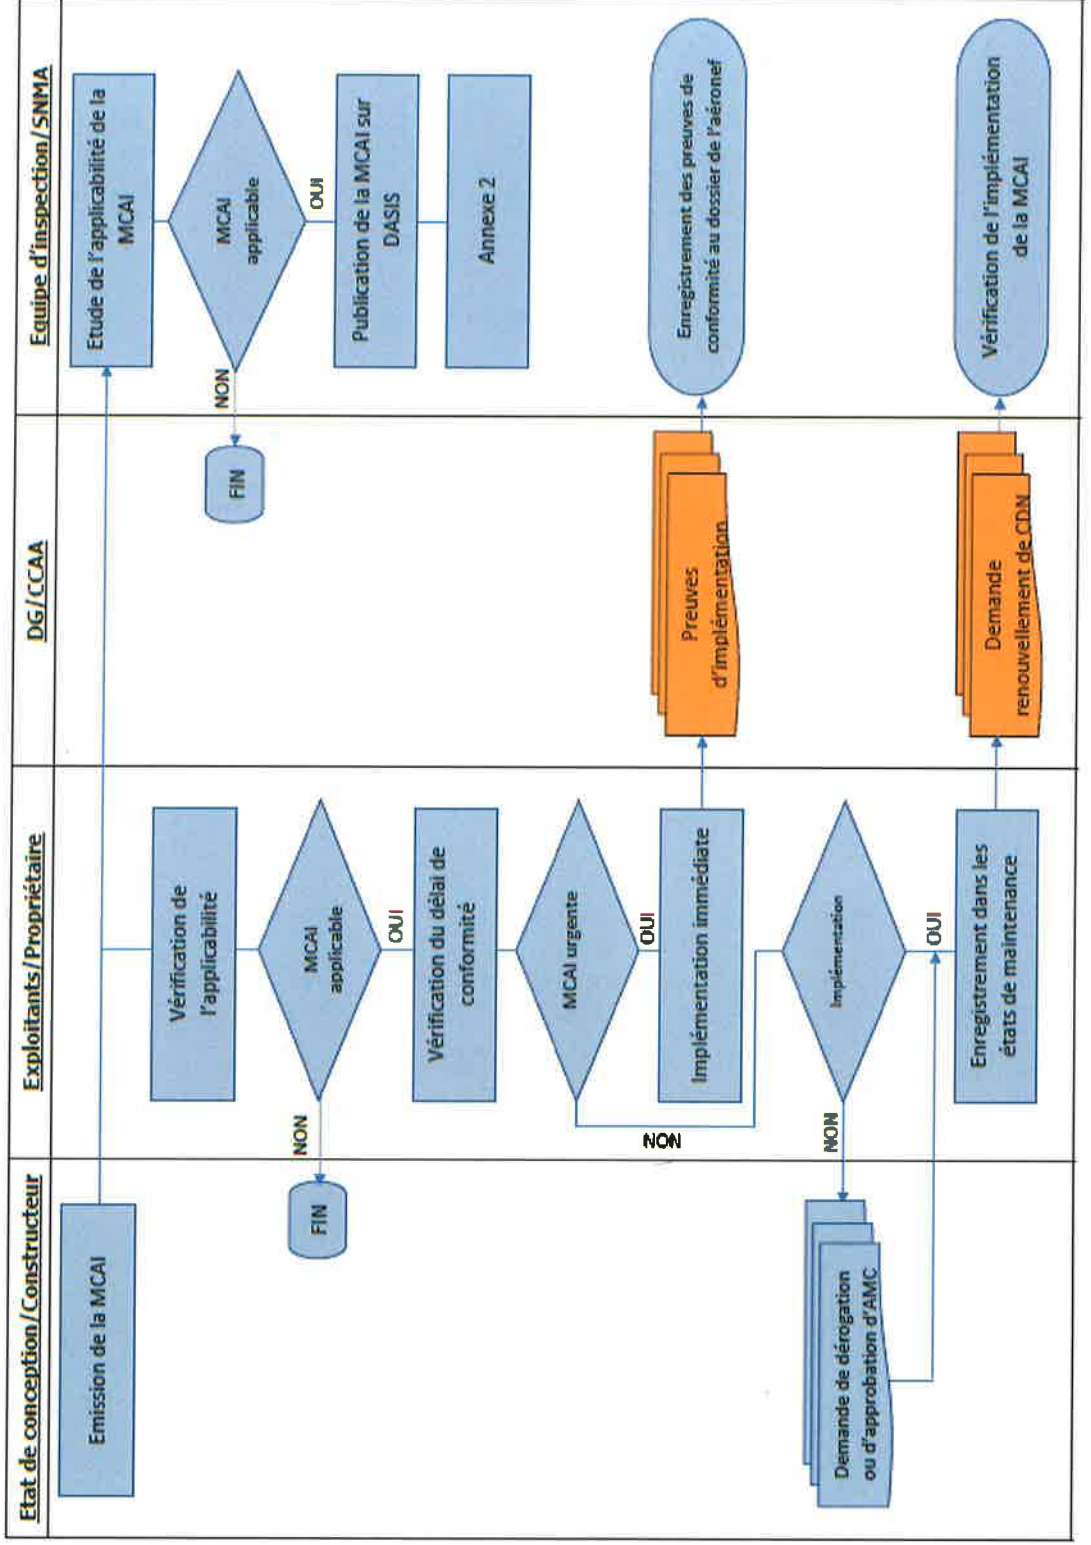 Etat de conception/Constructeur
Exploitants/Propriétaire
DG/CCAA
Equipe d'inspection/SNMA
Emission de la MCAI
Vérification de
l'applicabilité
Etude de l'applicabilité de la
MCAI
MCAI
applicable
NON
FIN
OUI
MCAI
applicable
NON
FIN
OUI
Vérification du délai de
conformité
Publication de la MCAI sur
DASIS
MCAI urgente
NON
OUI
Annexe 2
Implémentation immédiate
Preuves
d'implémentation
Enregistrement des preuves de
conformité au dossier de l'aéronef
Implémentation
NON
OUI
Demande de dérogation
ou d'approbation d'AMC
Enregistrement dans les
états de maintenance
Demande
renouvellement de CDN
Vérification de l'implémentation
de la MCAI